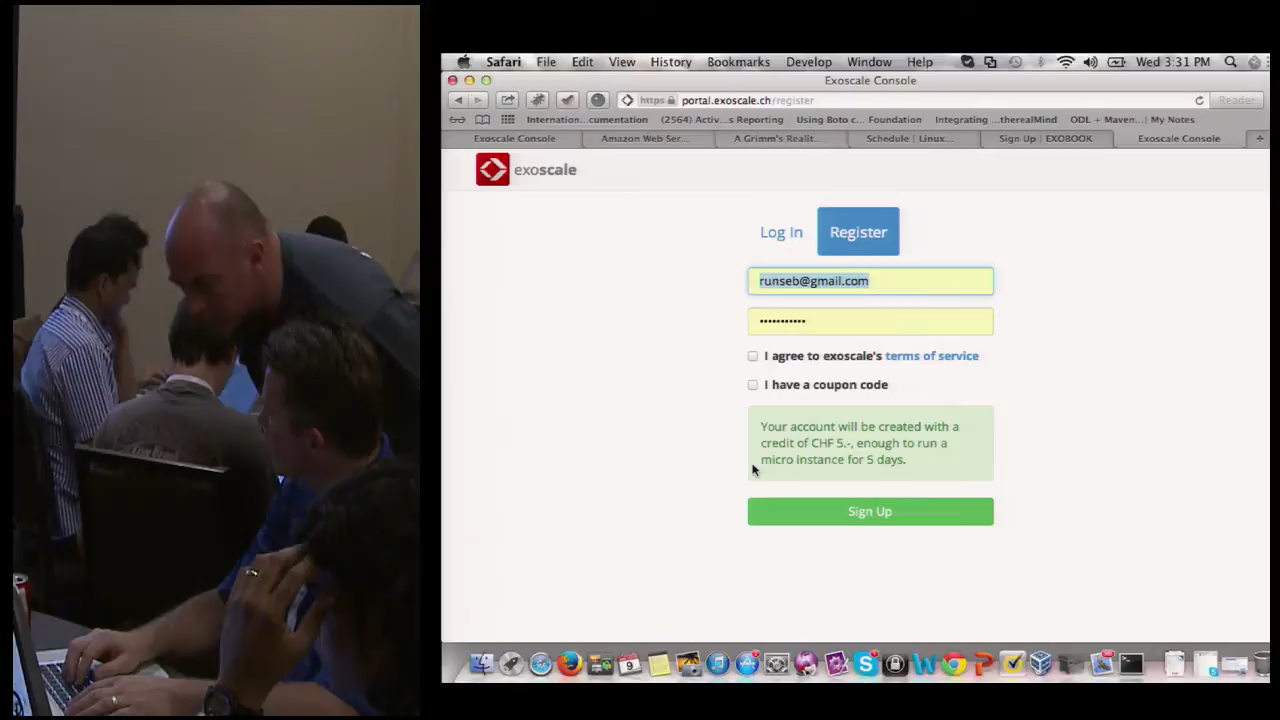 Safari File Edit View History Bookmarks Develop Window Help Wed 3:31 PM
Exoscale Console
https portal.exoscale.ch/register Reader
Internation...cumentation (2564) Activ...s Reporting Using Boto c... Foundation Integrating ...therealMind ODL + Maven... | My Notes
Exoscale Console Amazon Web Ser... A Grimm's Realit... Schedule | Linux... Sign Up | EXOBOOK Exoscale Console
exoscale
Log In Register
runseb@gmail.com
•••••••••••
I agree to exoscale's terms of service
I have a coupon code
Your account will be created with a
credit of CHF 5.-, enough to run a
micro instance for 5 days.
Sign Up
9